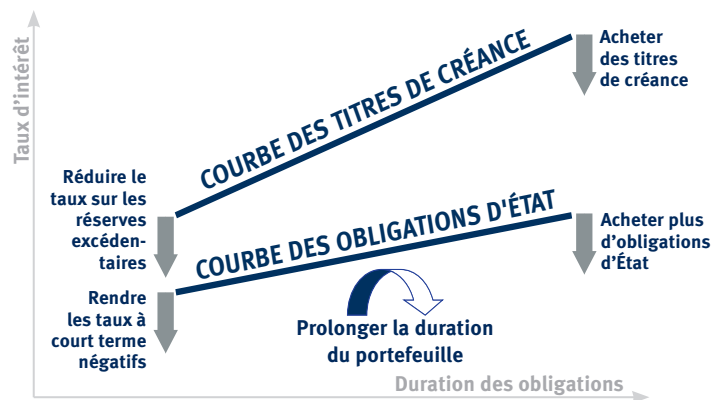 Taux d'intérêt
COURBE DES TITRES DE CRÉANCE
Acheter
des titres
de créance
Réduire le
taux sur les
réserves
excéden-
taires
COURBE DES OBLIGATIONS D'ÉTAT
Acheter plus
d'obligations
d'État
Rendre
les taux à
court terme
négatifs
Prolonger la duration
du portefeuille
Duration des obligations